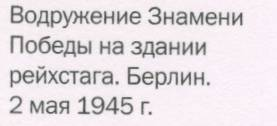 Водружение Знамени
Победы на здании
рейхстага. Берлин.
2 мая 1945 г.